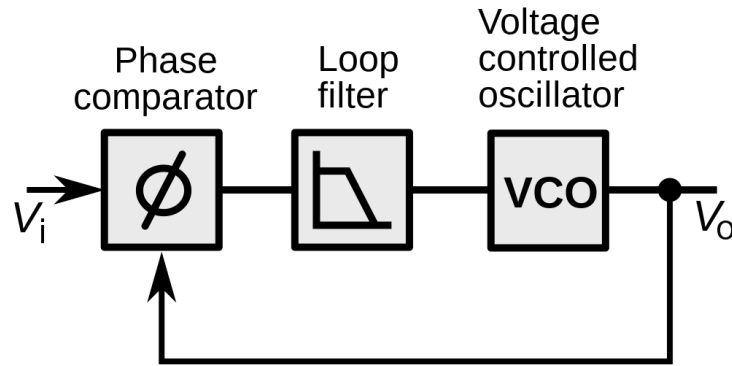 Phase
comparator
Loop
filter
Voltage
controlled
oscillator
Vi
ϕ
VCO
Vo